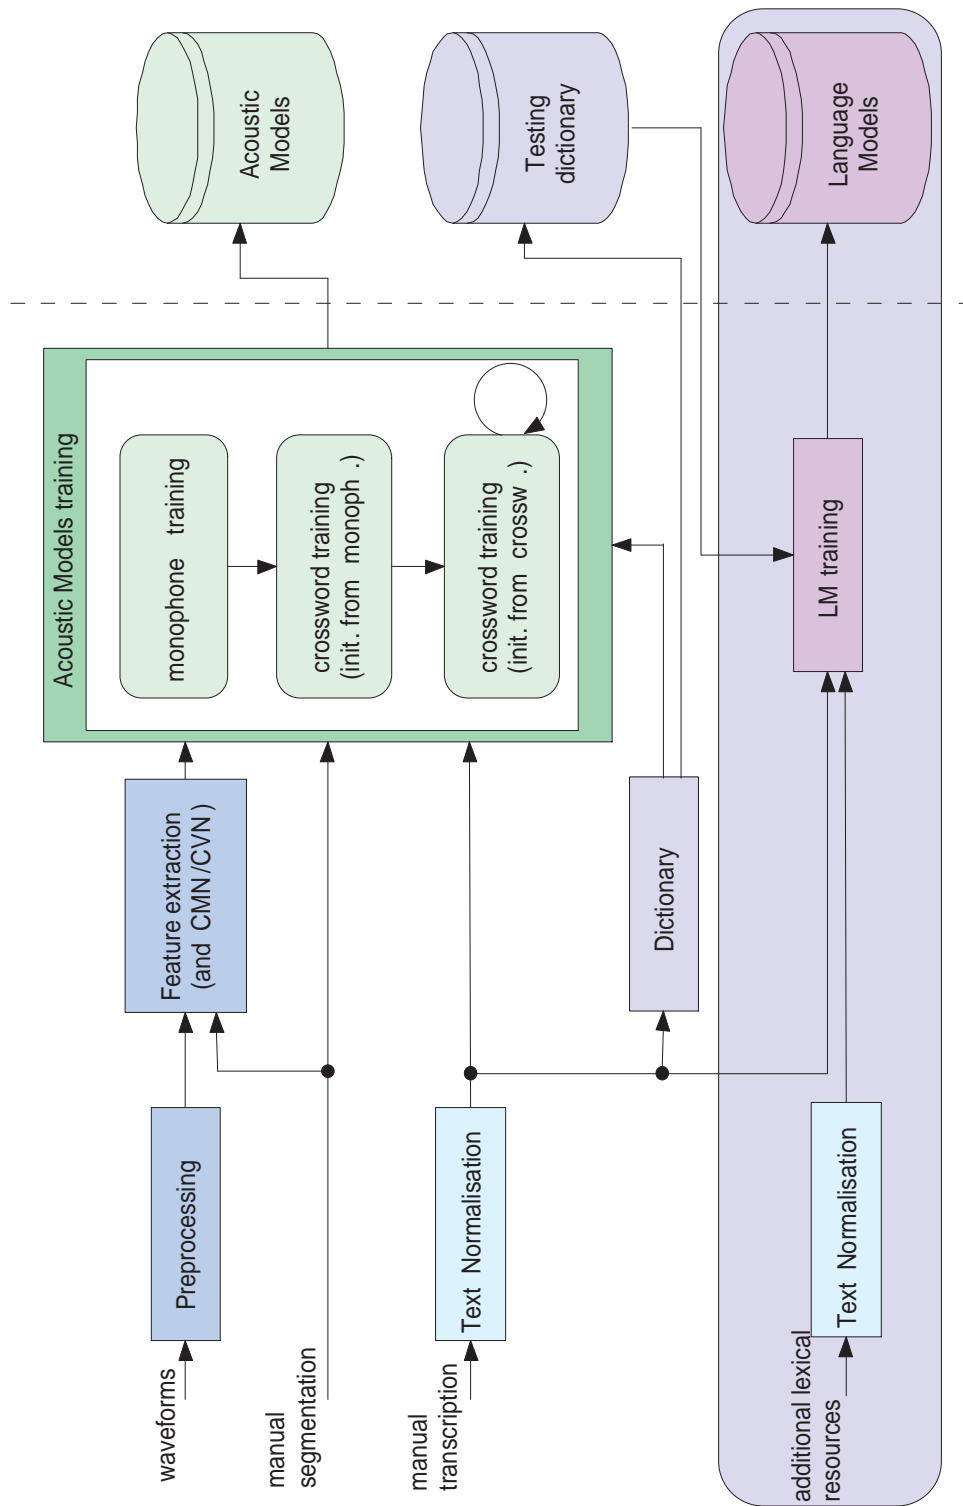 waveforms
Preprocessing
Feature extraction
(and CMN/CVN)
manual
segmentation
Acoustic Models training
monophone training
crossword training
(init. from monoph .)
crossword training
(init. from crossw .)
Acoustic
Models
manual
transcription
Text Normalisation
Dictionary
Testing
dictionary
additional lexical
resources
Text Normalisation
LM training
Language
Models